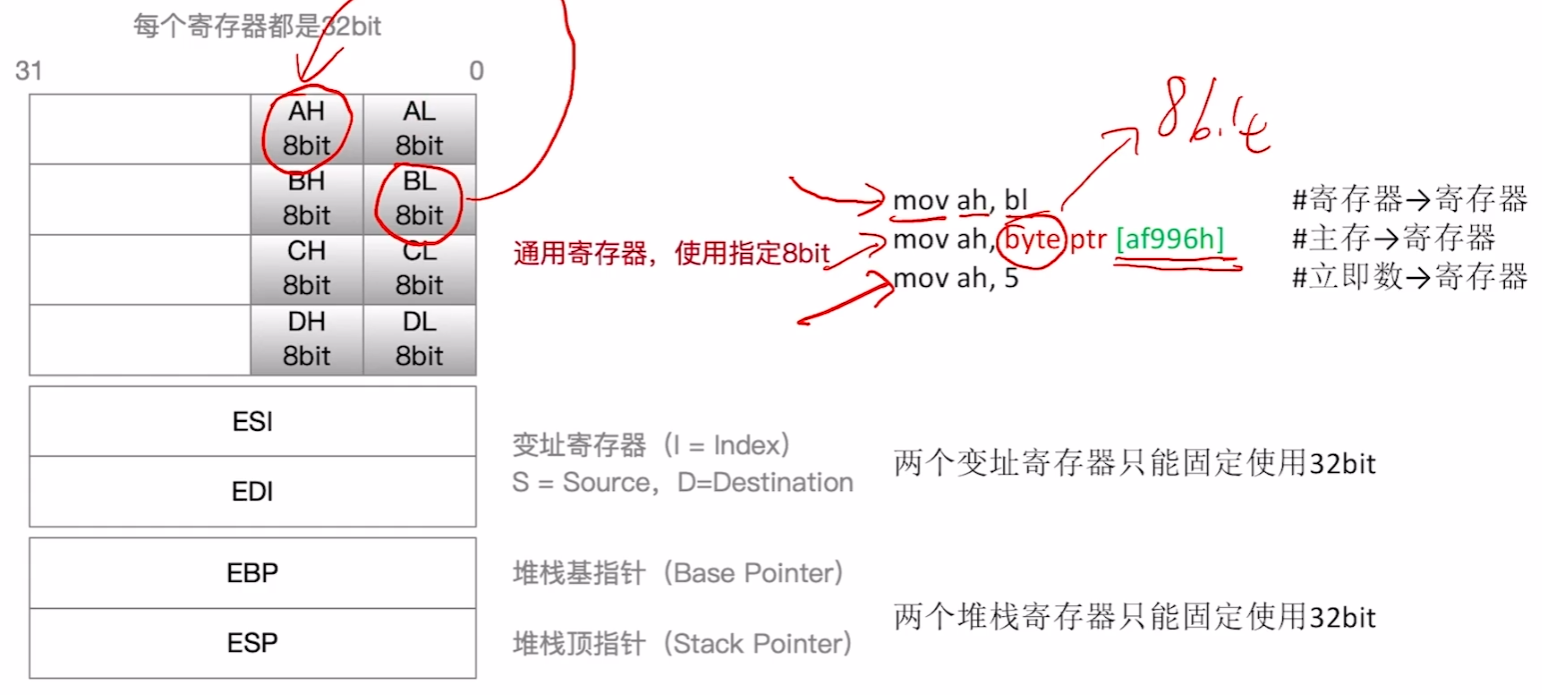 每个寄存器都是32bit
31 0
AH AL
8bit 8bit
BH BL
8bit 8bit
CH CL
8bit 8bit
DH DL
8bit 8bit
通用寄存器，使用指定8bit
8bit
mov ah, bl #寄存器→寄存器
mov ah, byte ptr [af996h] #主存→寄存器
mov ah, 5 #立即数→寄存器
ESI
EDI
变址寄存器（I = Index）
S = Source，D=Destination
两个变址寄存器只能固定使用32bit
EBP
ESP
堆栈基指针（Base Pointer）
堆栈顶指针（Stack Pointer）
两个堆栈寄存器只能固定使用32bit